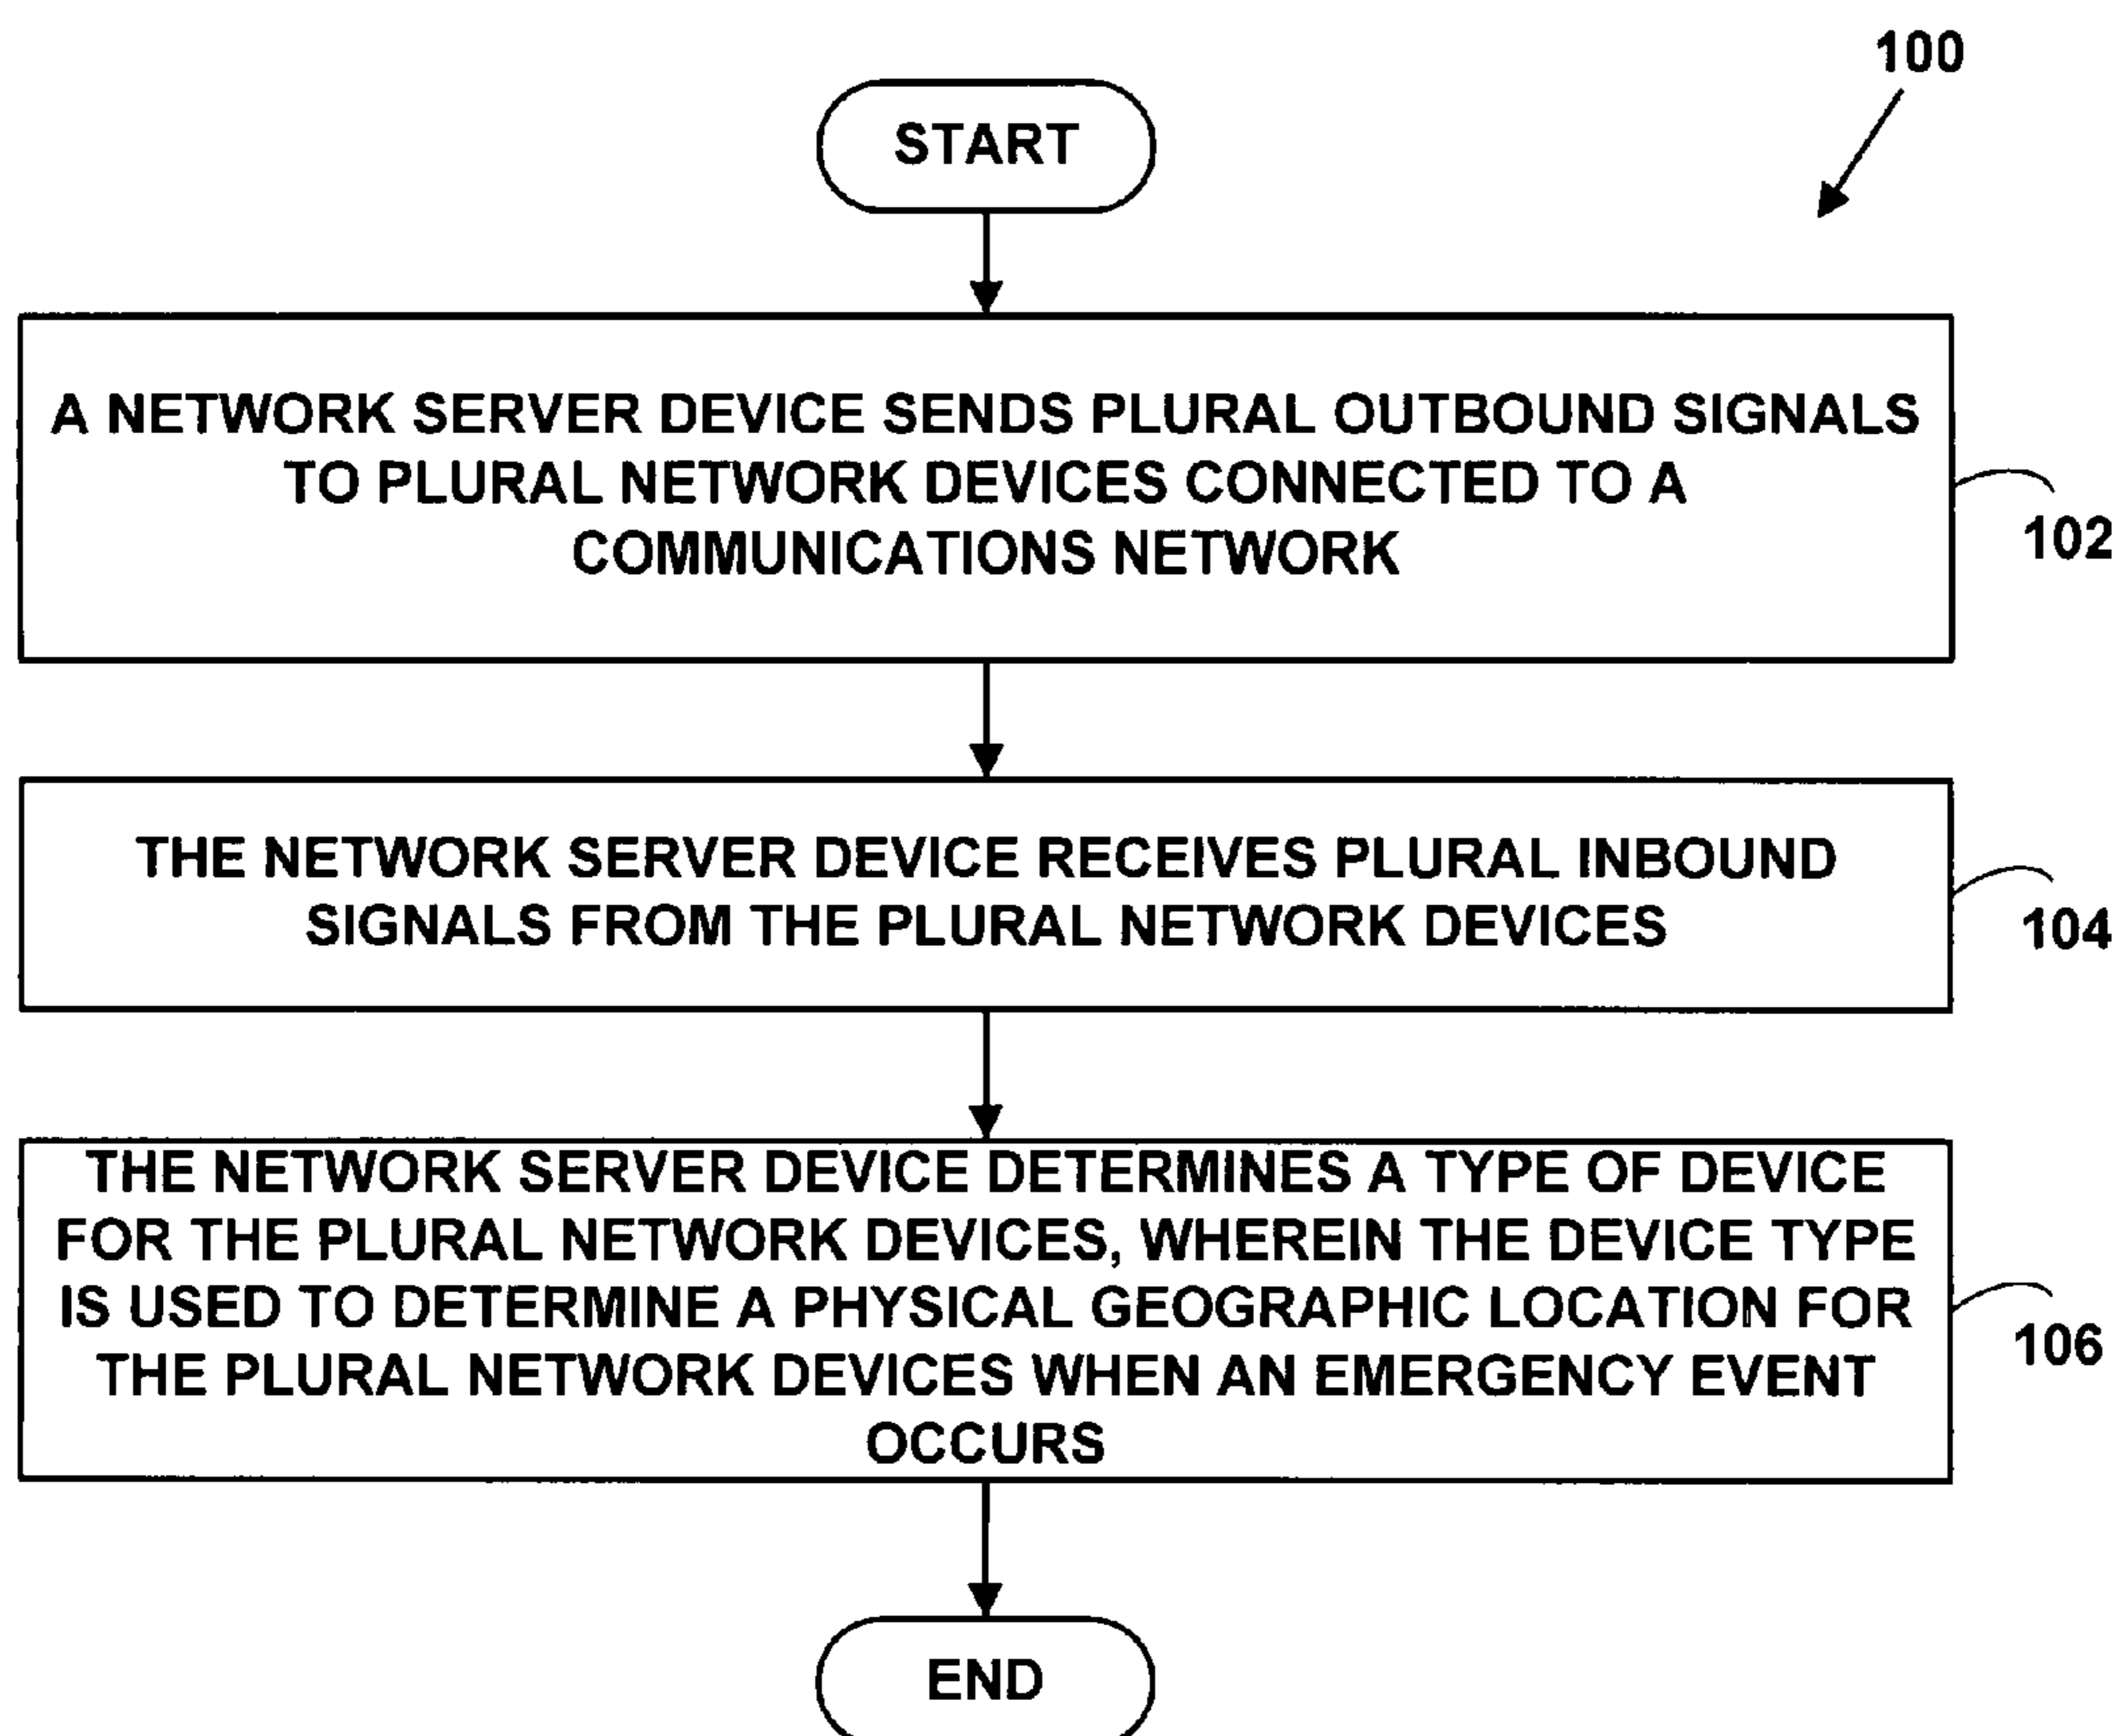 100
START
A NETWORK SERVER DEVICE SENDS PLURAL OUTBOUND SIGNALS
TO PLURAL NETWORK DEVICES CONNECTED TO A
COMMUNICATIONS NETWORK
102
THE NETWORK SERVER DEVICE RECEIVES PLURAL INBOUND
SIGNALS FROM THE PLURAL NETWORK DEVICES
104
THE NETWORK SERVER DEVICE DETERMINES A TYPE OF DEVICE
FOR THE PLURAL NETWORK DEVICES, WHEREIN THE DEVICE TYPE
IS USED TO DETERMINE A PHYSICAL GEOGRAPHIC LOCATION FOR
THE PLURAL NETWORK DEVICES WHEN AN EMERGENCY EVENT
OCCURS
106
END